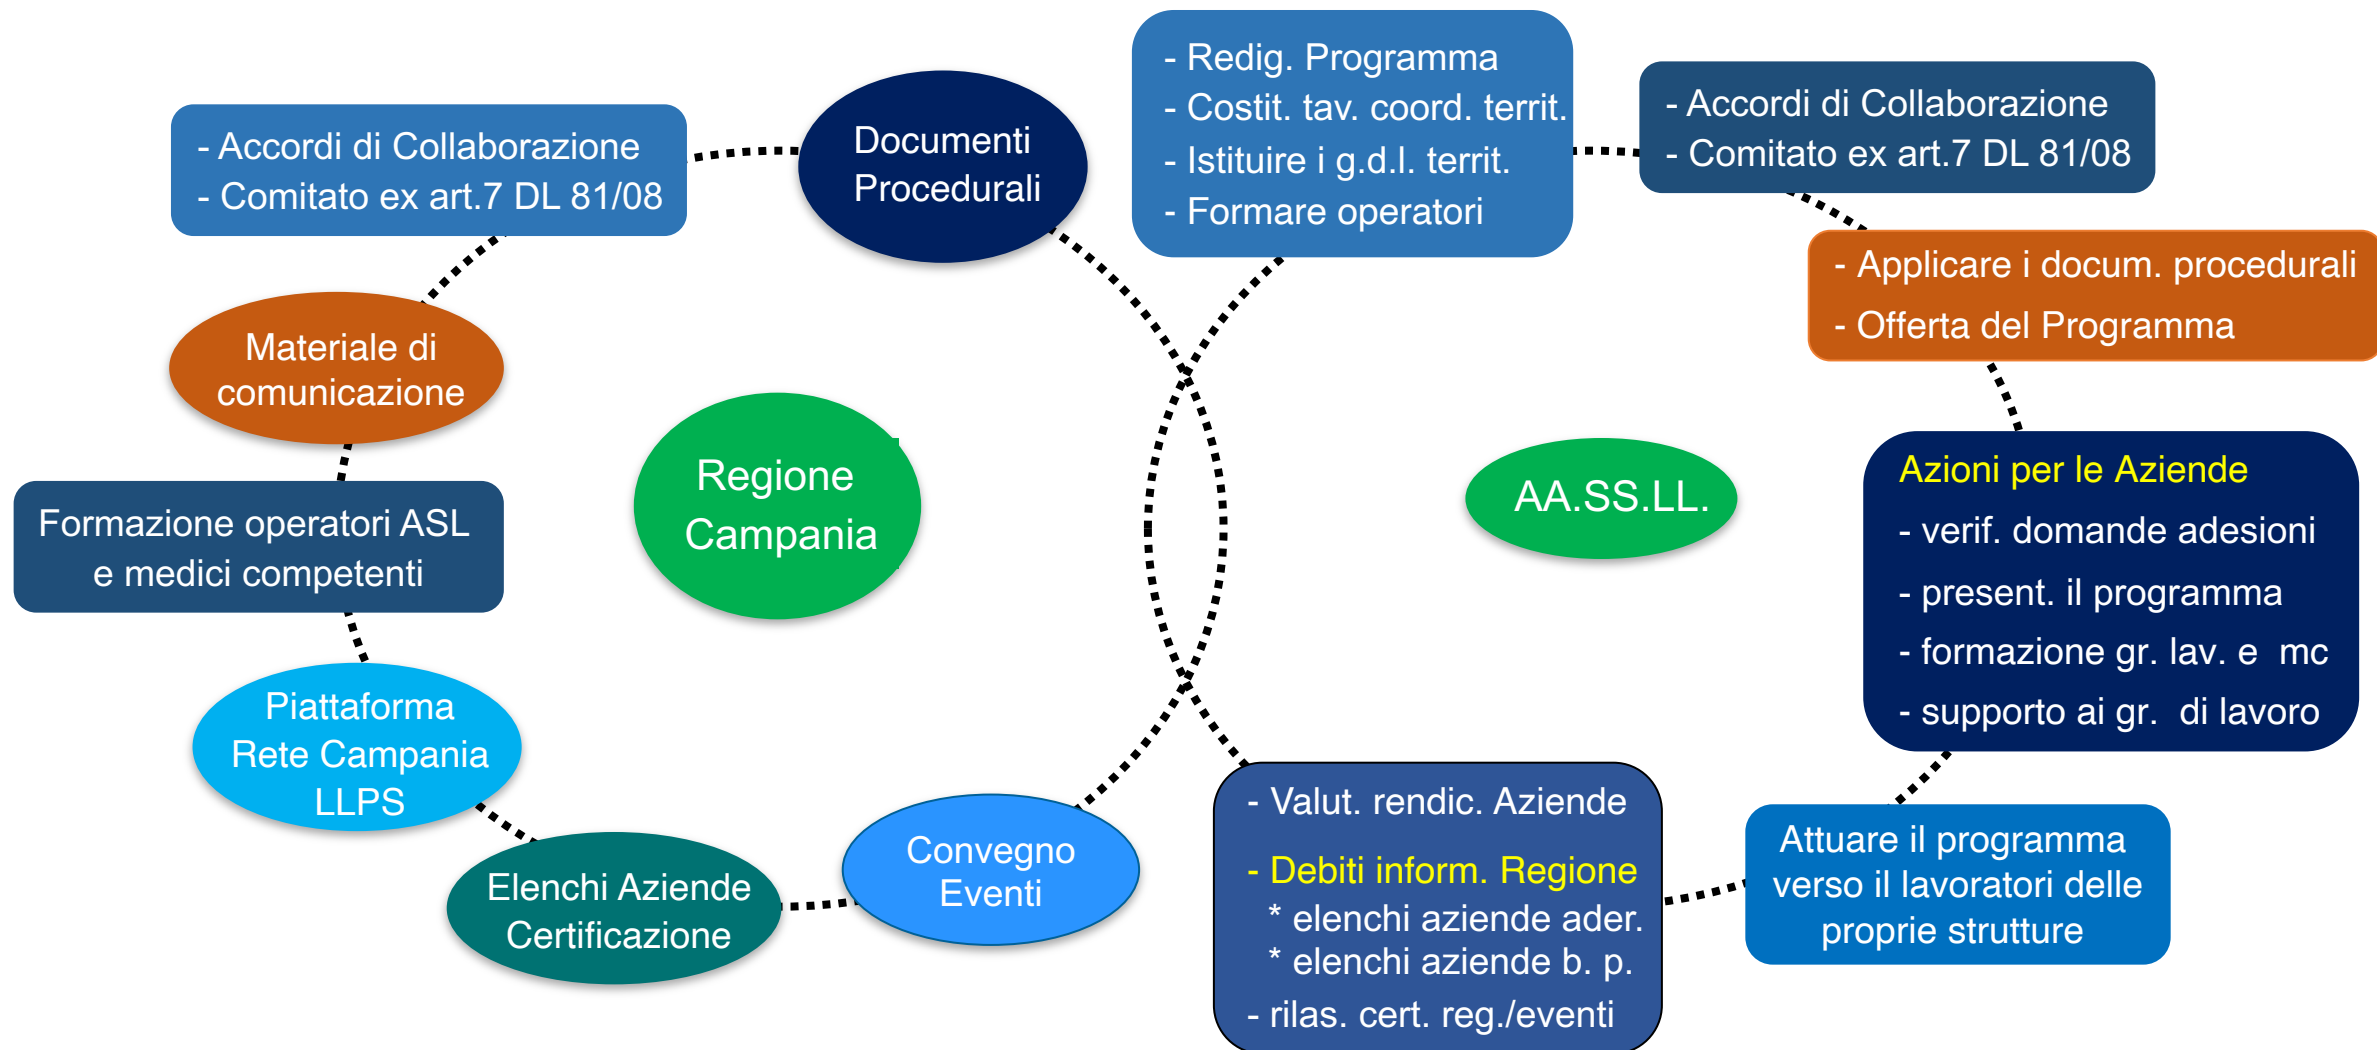 - Accordi di Collaborazione
- Comitato ex art.7 DL 81/08
Documenti
Procedurali
- Redig. Programma
- Costit. tav. coord. territ.
- Istituire i g.d.l. territ.
- Formare operatori
- Accordi di Collaborazione
- Comitato ex art.7 DL 81/08
Materiale di
comunicazione
- Applicare i docum. procedurali
- Offerta del Programma
Regione
Campania
AA.SS.LL.
Formazione operatori ASL
e medici competenti
Azioni per le Aziende
- verif. domande adesioni
- present. il programma
- formazione gr. lav. e mc
- supporto ai gr. di lavoro
Piattaforma
Rete Campania
LLPS
Elenchi Aziende
Certificazione
Convegno
Eventi
- Valut. rendic. Aziende
- Debiti inform. Regione
* elenchi aziende ader.
* elenchi aziende b. p.
- rilas. cert. reg./eventi
Attuare il programma
verso il lavoratori delle
proprie strutture